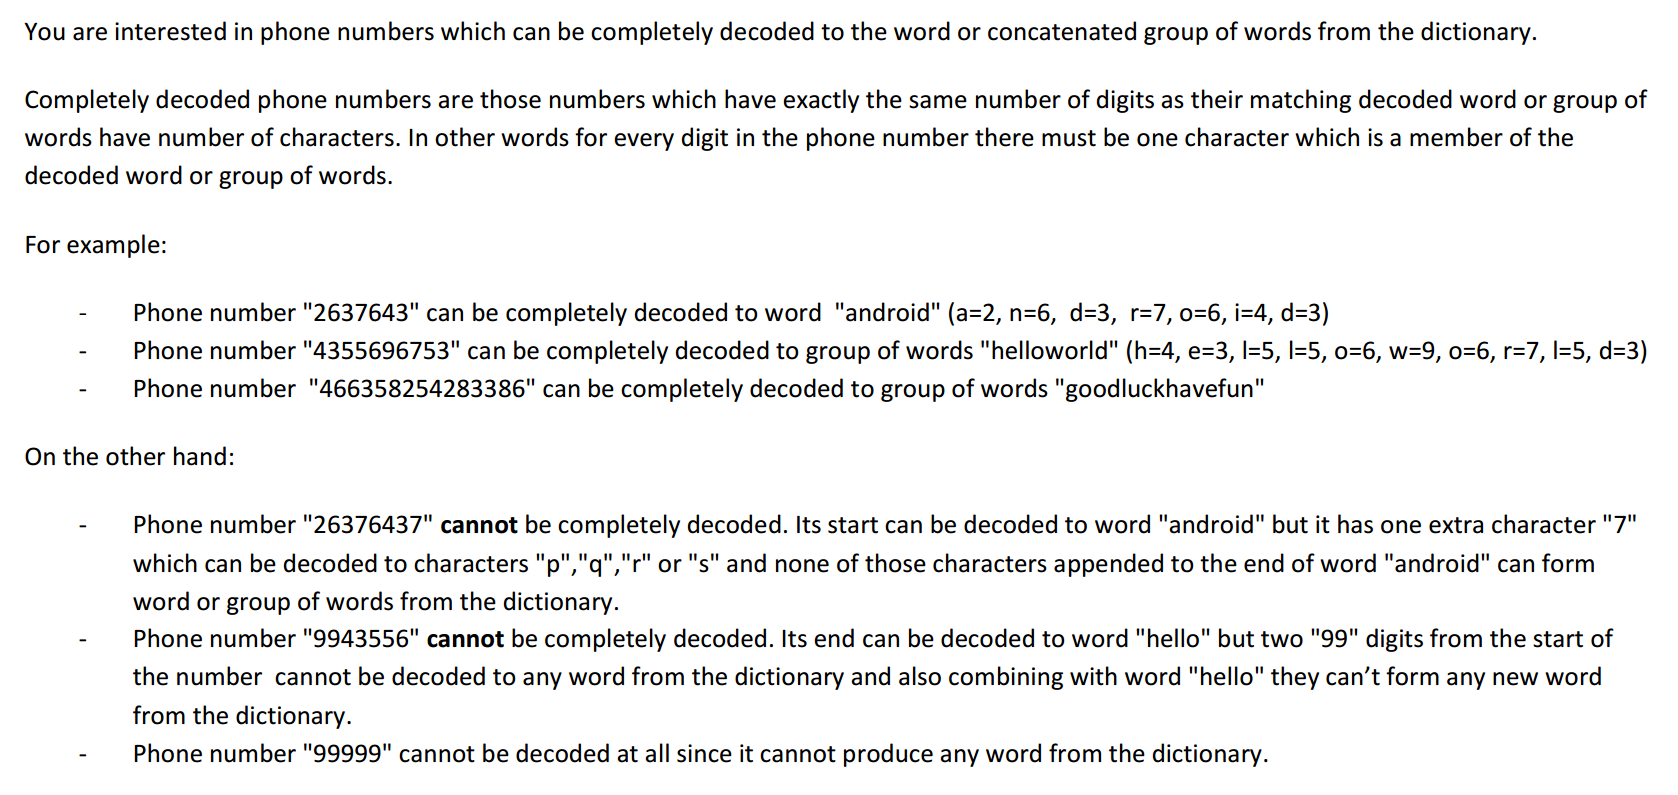 You are interested in phone numbers which can be completely decoded to the word or concatenated group of words from the dictionary.
Completely decoded phone numbers are those numbers which have exactly the same number of digits as their matching decoded word or group of
words have number of characters. In other words for every digit in the phone number there must be one character which is a member of the
decoded word or group of words.
For example:
- Phone number "2637643" can be completely decoded to word  "android" (a=2, n=6,  d=3,  r=7, o=6, i=4, d=3)
- Phone number "4355696753" can be completely decoded to group of words "helloworld" (h=4, e=3, l=5, l=5, o=6, w=9, o=6, r=7, l=5, d=3)
- Phone number  "466358254283386" can be completely decoded to group of words "goodluckhavefun"
On the other hand:
- Phone number "26376437" cannot be completely decoded. Its start can be decoded to word "android" but it has one extra character "7"
which can be decoded to characters "p","q","r" or "s" and none of those characters appended to the end of word "android" can form
word or group of words from the dictionary.
- Phone number "9943556" cannot be completely decoded. Its end can be decoded to word "hello" but two "99" digits from the start of
the number  cannot be decoded to any word from the dictionary and also combining with word "hello" they can’t form any new word
from the dictionary.
- Phone number "99999" cannot be decoded at all since it cannot produce any word from the dictionary.